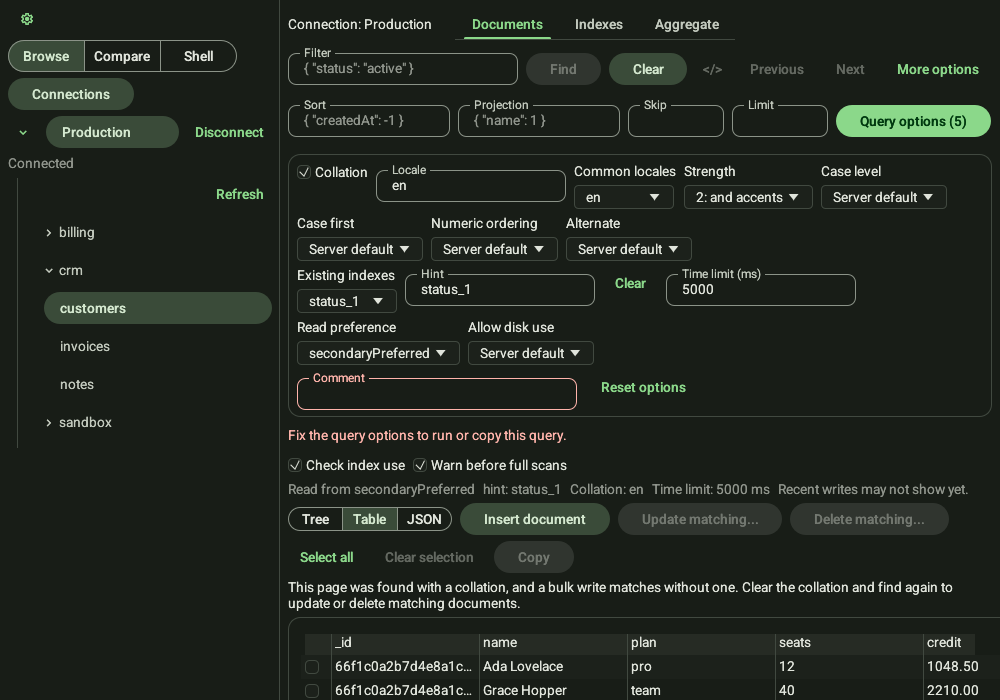 Browse Compare Shell
Connections
Production Disconnect
Connected
Refresh
billing
crm
customers
invoices
notes
sandbox
Connection: Production Documents Indexes Aggregate
Filter
{ "status": "active" } Find Clear </> Previous Next More options
Sort Projection Skip Limit
{ "createdAt": -1 } { "name": 1 } Query options (5)
Collation Locale Common locales Strength Case level
en en 2: and accents Server default
Case first Numeric ordering Alternate
Server default Server default Server default
Existing indexes Hint Clear Time limit (ms)
status_1 status_1 5000
Read preference Allow disk use
secondaryPreferred Server default
Comment Reset options
Fix the query options to run or copy this query.
Check index use Warn before full scans
Read from secondaryPreferred hint: status_1 Collation: en Time limit: 5000 ms Recent writes may not show yet.
Tree Table JSON Insert document Update matching... Delete matching...
Select all Clear selection Copy
This page was found with a collation, and a bulk write matches without one. Clear the collation and find again to
update or delete matching documents.
_id name plan seats credit
66f1c0a2b7d4e8a1c... Ada Lovelace pro 12 1048.50
66f1c0a2b7d4e8a1c... Grace Hopper team 40 2210.00